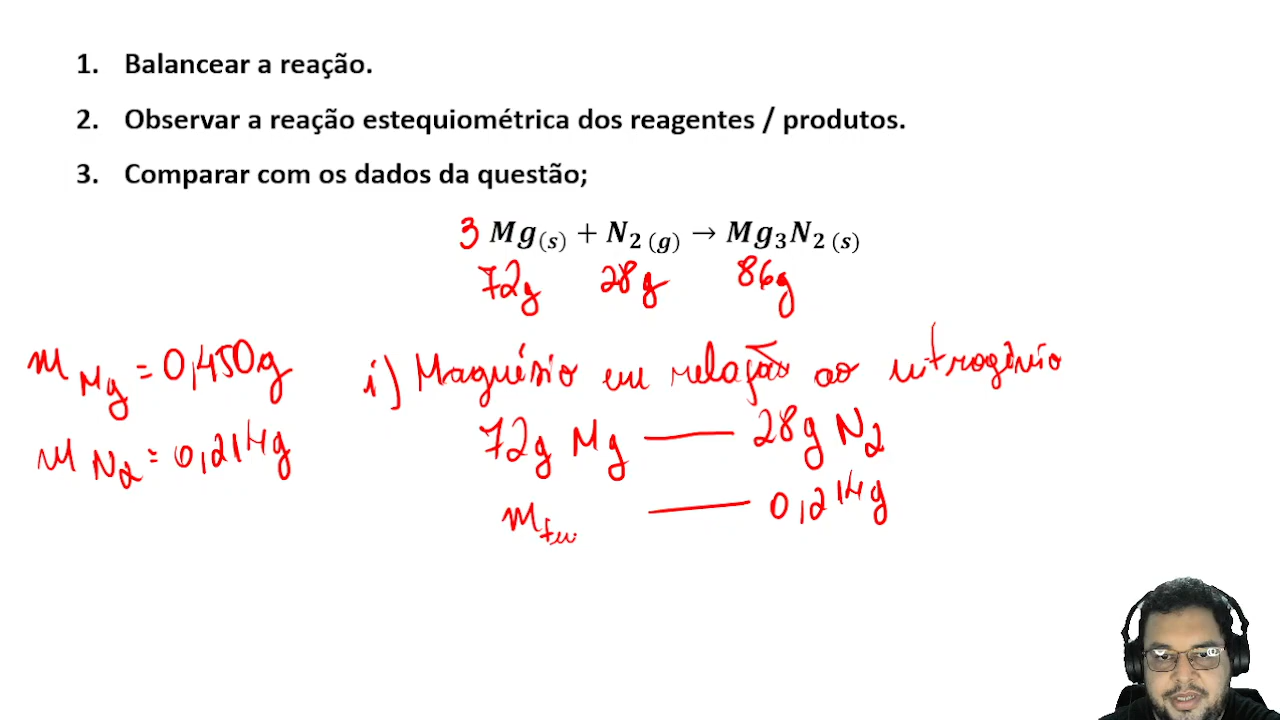 1. Balancear a reação.
2. Observar a reação estequiométrica dos reagentes / produtos.
3. Comparar com os dados da questão;
3 Mg(s) + N₂ (g) → Mg₃N₂ (s)
72g 28g 86g
m Mg = 0,450g
m N₂ = 0,214g
i) Magnésio em relação ao nitrogênio
72g Mg — 28g N₂
m — 0,214g